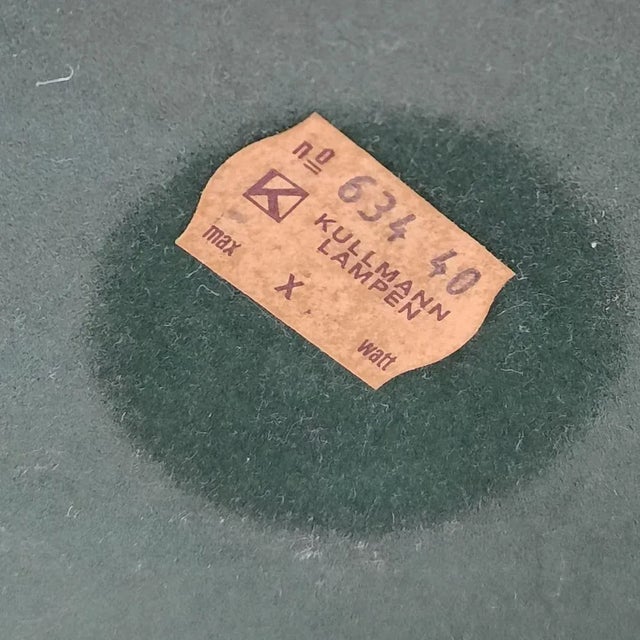 nº 634 40
K KULLMANN
LAMPEN
max X watt